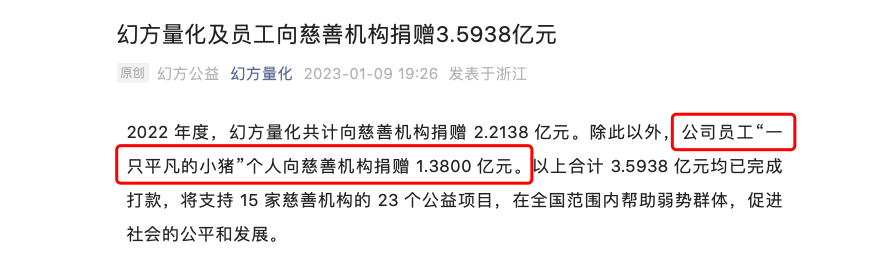 幻方量化及员工向慈善机构捐赠3.5938亿元
原创 幻方公益 幻方量化 2023-01-09 19:26 发表于浙江
2022 年度，幻方量化共计向慈善机构捐赠 2.2138 亿元。除此以外，公司员工“一
只平凡的小猪”个人向慈善机构捐赠 1.3800 亿元。以上合计 3.5938 亿元均已完成
打款，将支持 15 家慈善机构的 23 个公益项目，在全国范围内帮助弱势群体，促进
社会的公平和发展。